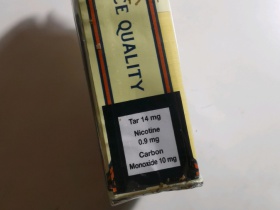 QUALITY
Tar 14 mg
Nicotine
0.9 mg
Carbon
Monoxide 10 mg